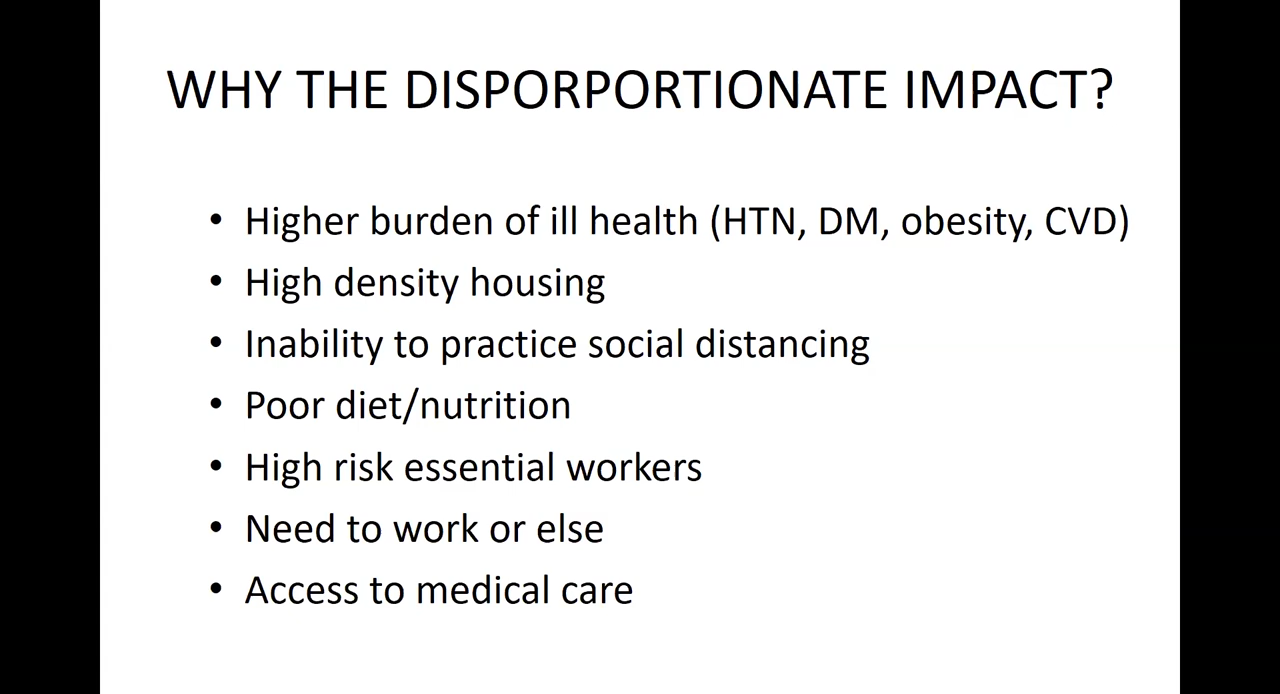 WHY THE DISPORPORTIONATE IMPACT?
• Higher burden of ill health (HTN, DM, obesity, CVD)
• High density housing
• Inability to practice social distancing
• Poor diet/nutrition
• High risk essential workers
• Need to work or else
• Access to medical care